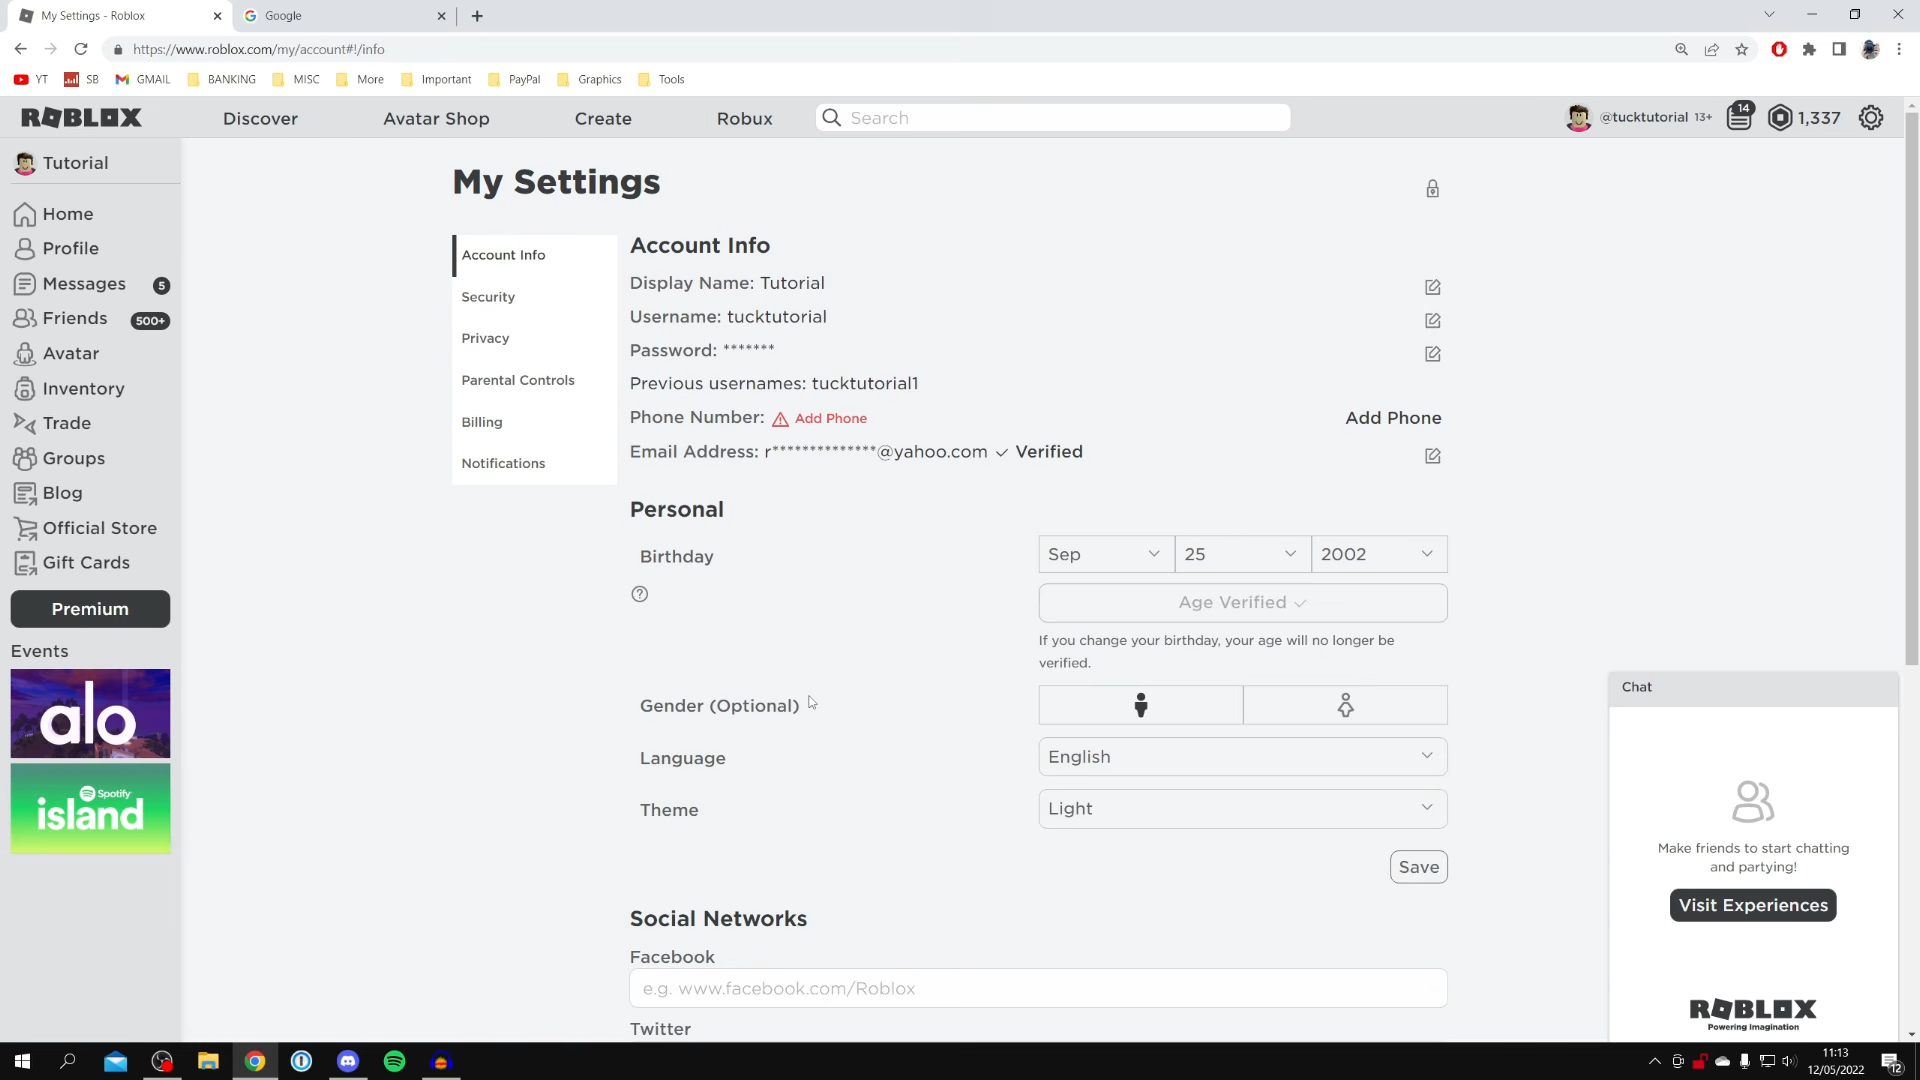 My Settings - Roblox
Google
https://www.roblox.com/my/account#!/info
YT SB GMAIL BANKING MISC More Important PayPal Graphics Tools
ROBLOX Discover Avatar Shop Create Robux Search @tucktutorial 13+ 14 1,337
Tutorial
Home
Profile
Messages 5
Friends 500+
Avatar
Inventory
Trade
Groups
Blog
Official Store
Gift Cards
Premium
Events
alo
Spotify
island
My Settings
Account Info
Security
Privacy
Parental Controls
Billing
Notifications
Account Info
Display Name: Tutorial
Username: tucktutorial
Password: *******
Previous usernames: tucktutorial1
Phone Number: Add Phone Add Phone
Email Address: r**************@yahoo.com ✓ Verified
Personal
Birthday Sep 25 2002
Age Verified ✓
If you change your birthday, your age will no longer be
verified.
Gender (Optional)
Language English
Theme Light
Save
Social Networks
Facebook
e.g. www.facebook.com/Roblox
Twitter
Chat
Make friends to start chatting
and partying!
Visit Experiences
ROBLOX
Powering Imagination
11:13
12/05/2022
12